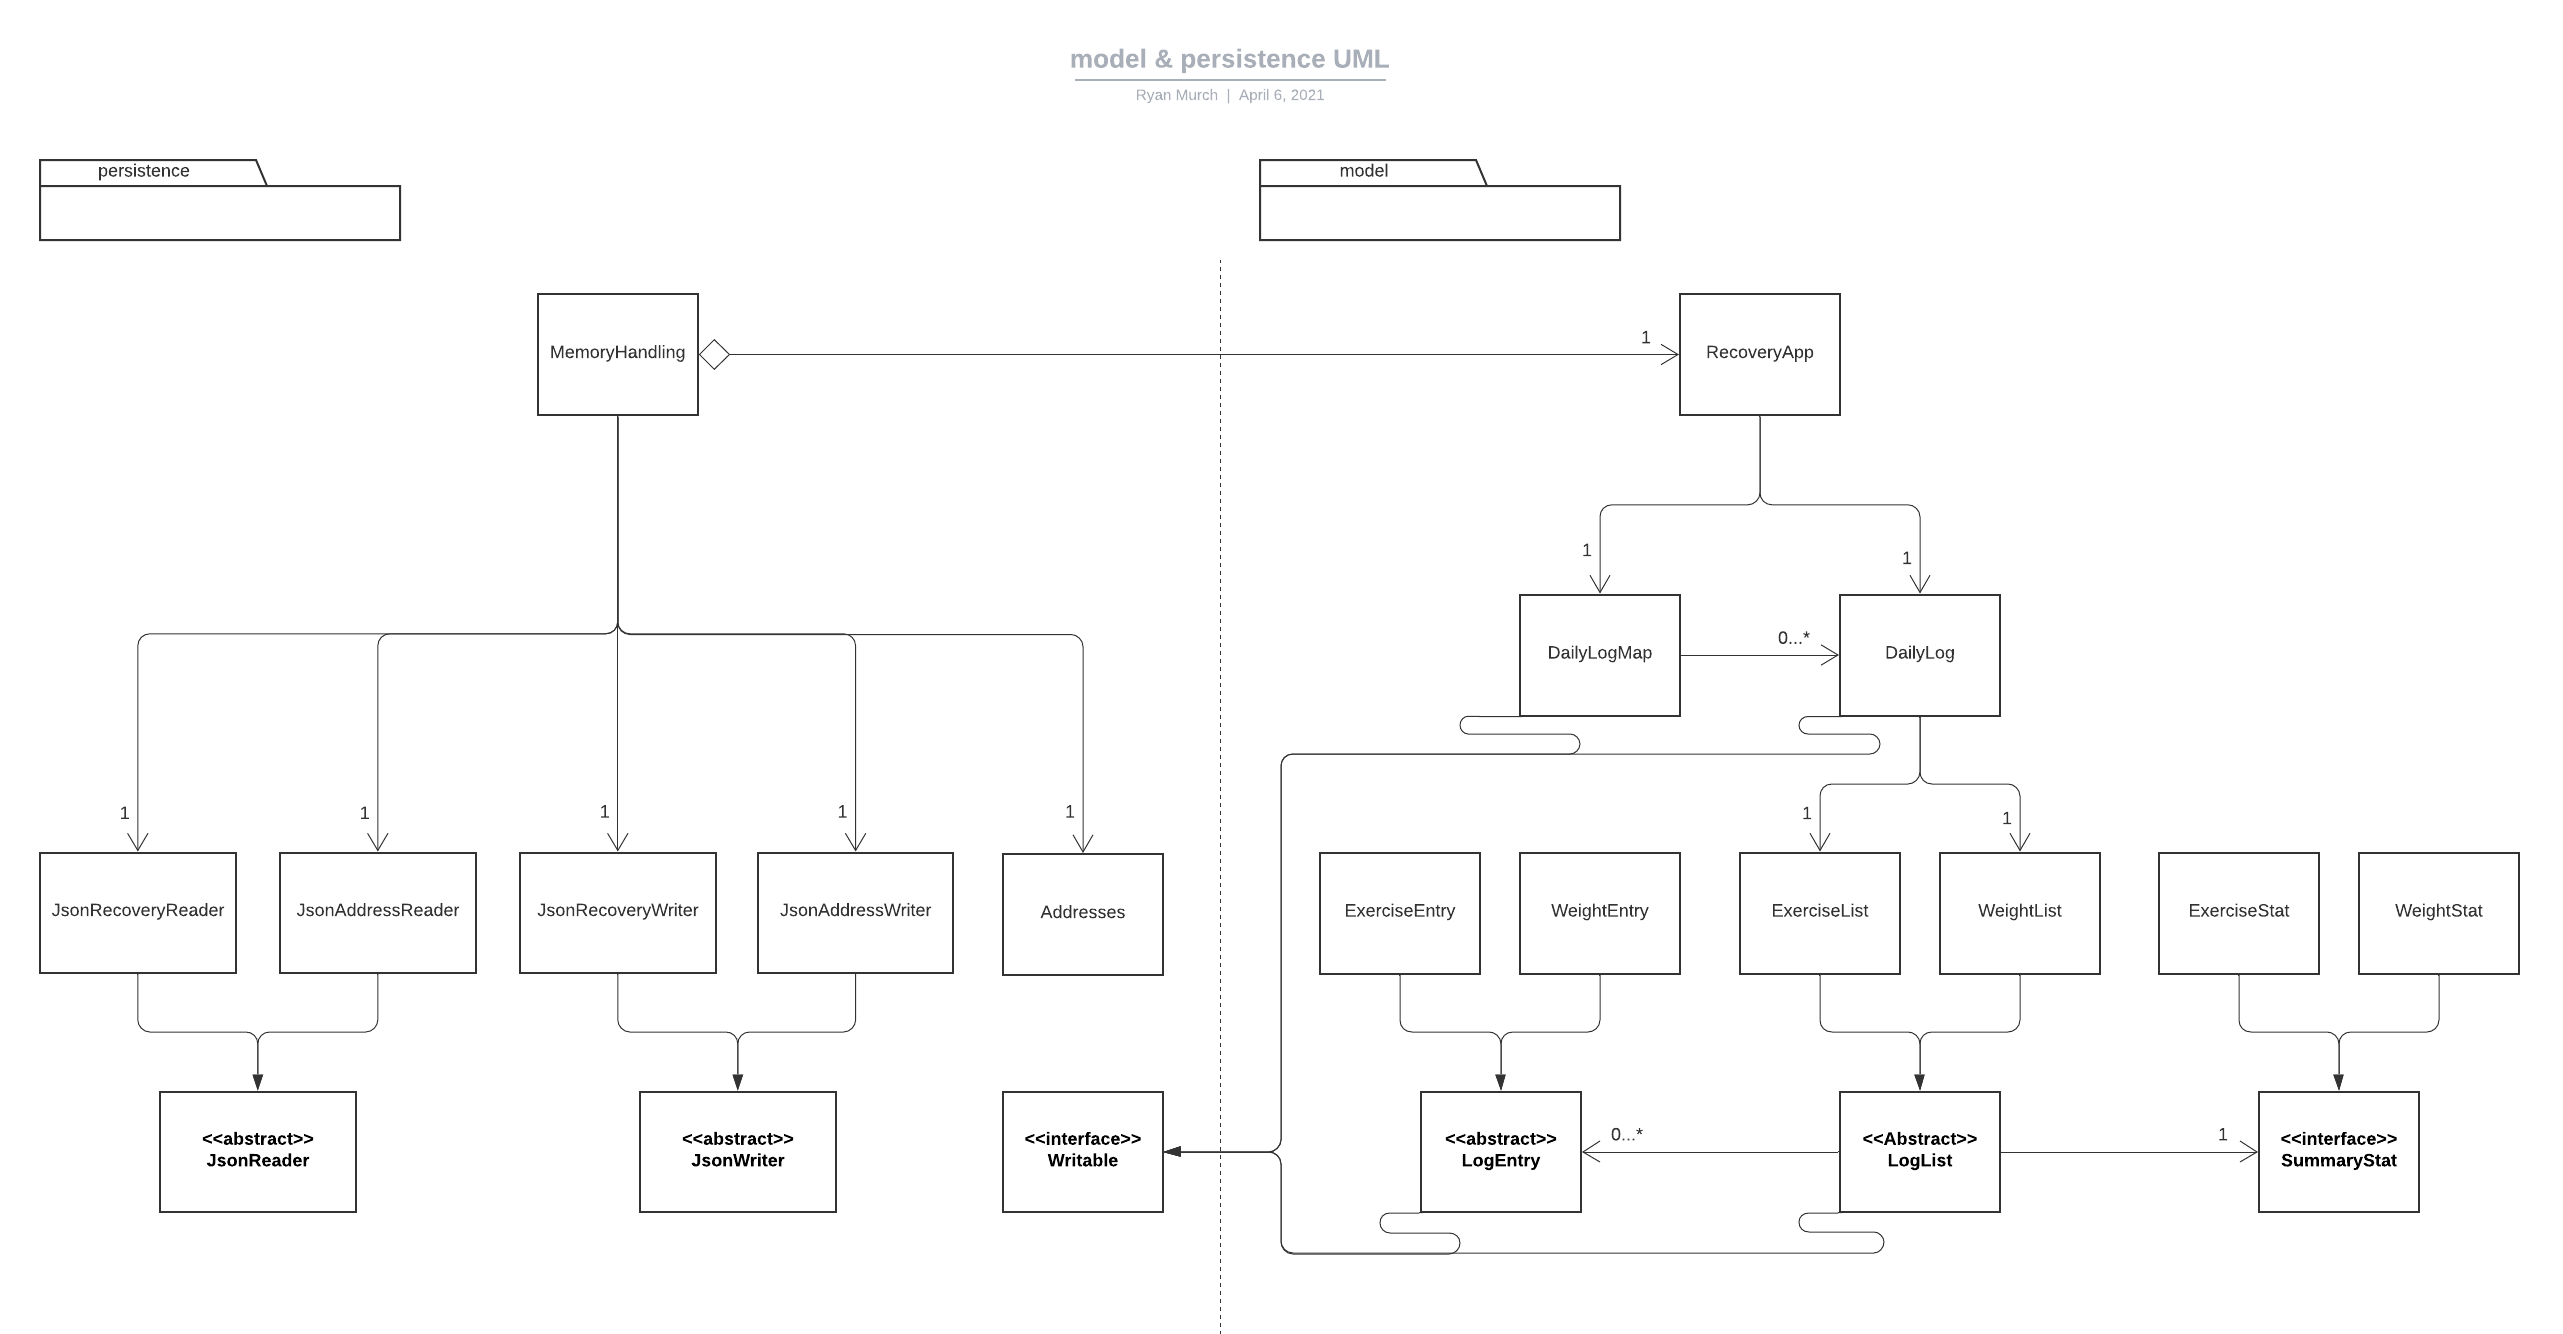 model & persistence UML
Ryan Murch | April 6, 2021
persistence
model
MemoryHandling
1
RecoveryApp
1
1
DailyLogMap
0...*
DailyLog
1
1
1
1
1
1
1
JsonRecoveryReader
JsonAddressReader
JsonRecoveryWriter
JsonAddressWriter
Addresses
ExerciseEntry
WeightEntry
ExerciseList
WeightList
ExerciseStat
WeightStat
<<abstract>>
JsonReader
<<abstract>>
JsonWriter
<<interface>>
Writable
<<abstract>>
LogEntry
0...*
<<Abstract>>
LogList
1
<<interface>>
SummaryStat